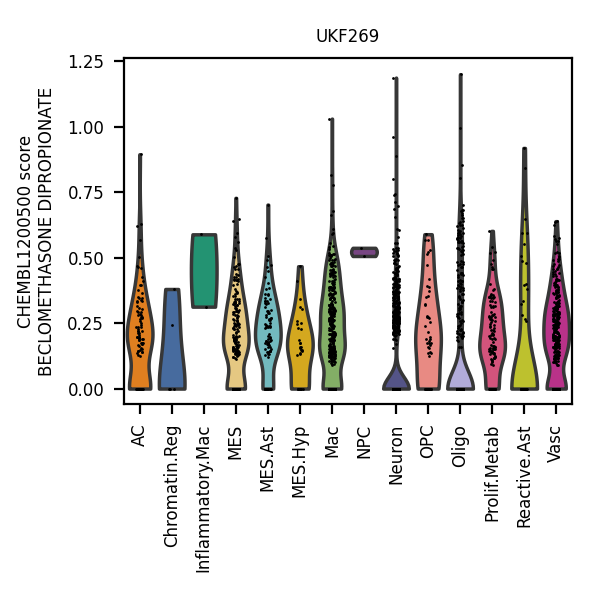 UKF269
CHEMBL1200500 score
BECLOMETHASONE DIPROPIONATE
1.25
1.00
0.75
0.50
0.25
0.00
AC
Chromatin.Reg
Inflammatory.Mac
MES
MES.Ast
MES.Hyp
Mac
NPC
Neuron
OPC
Oligo
Prolif.Metab
Reactive.Ast
Vasc